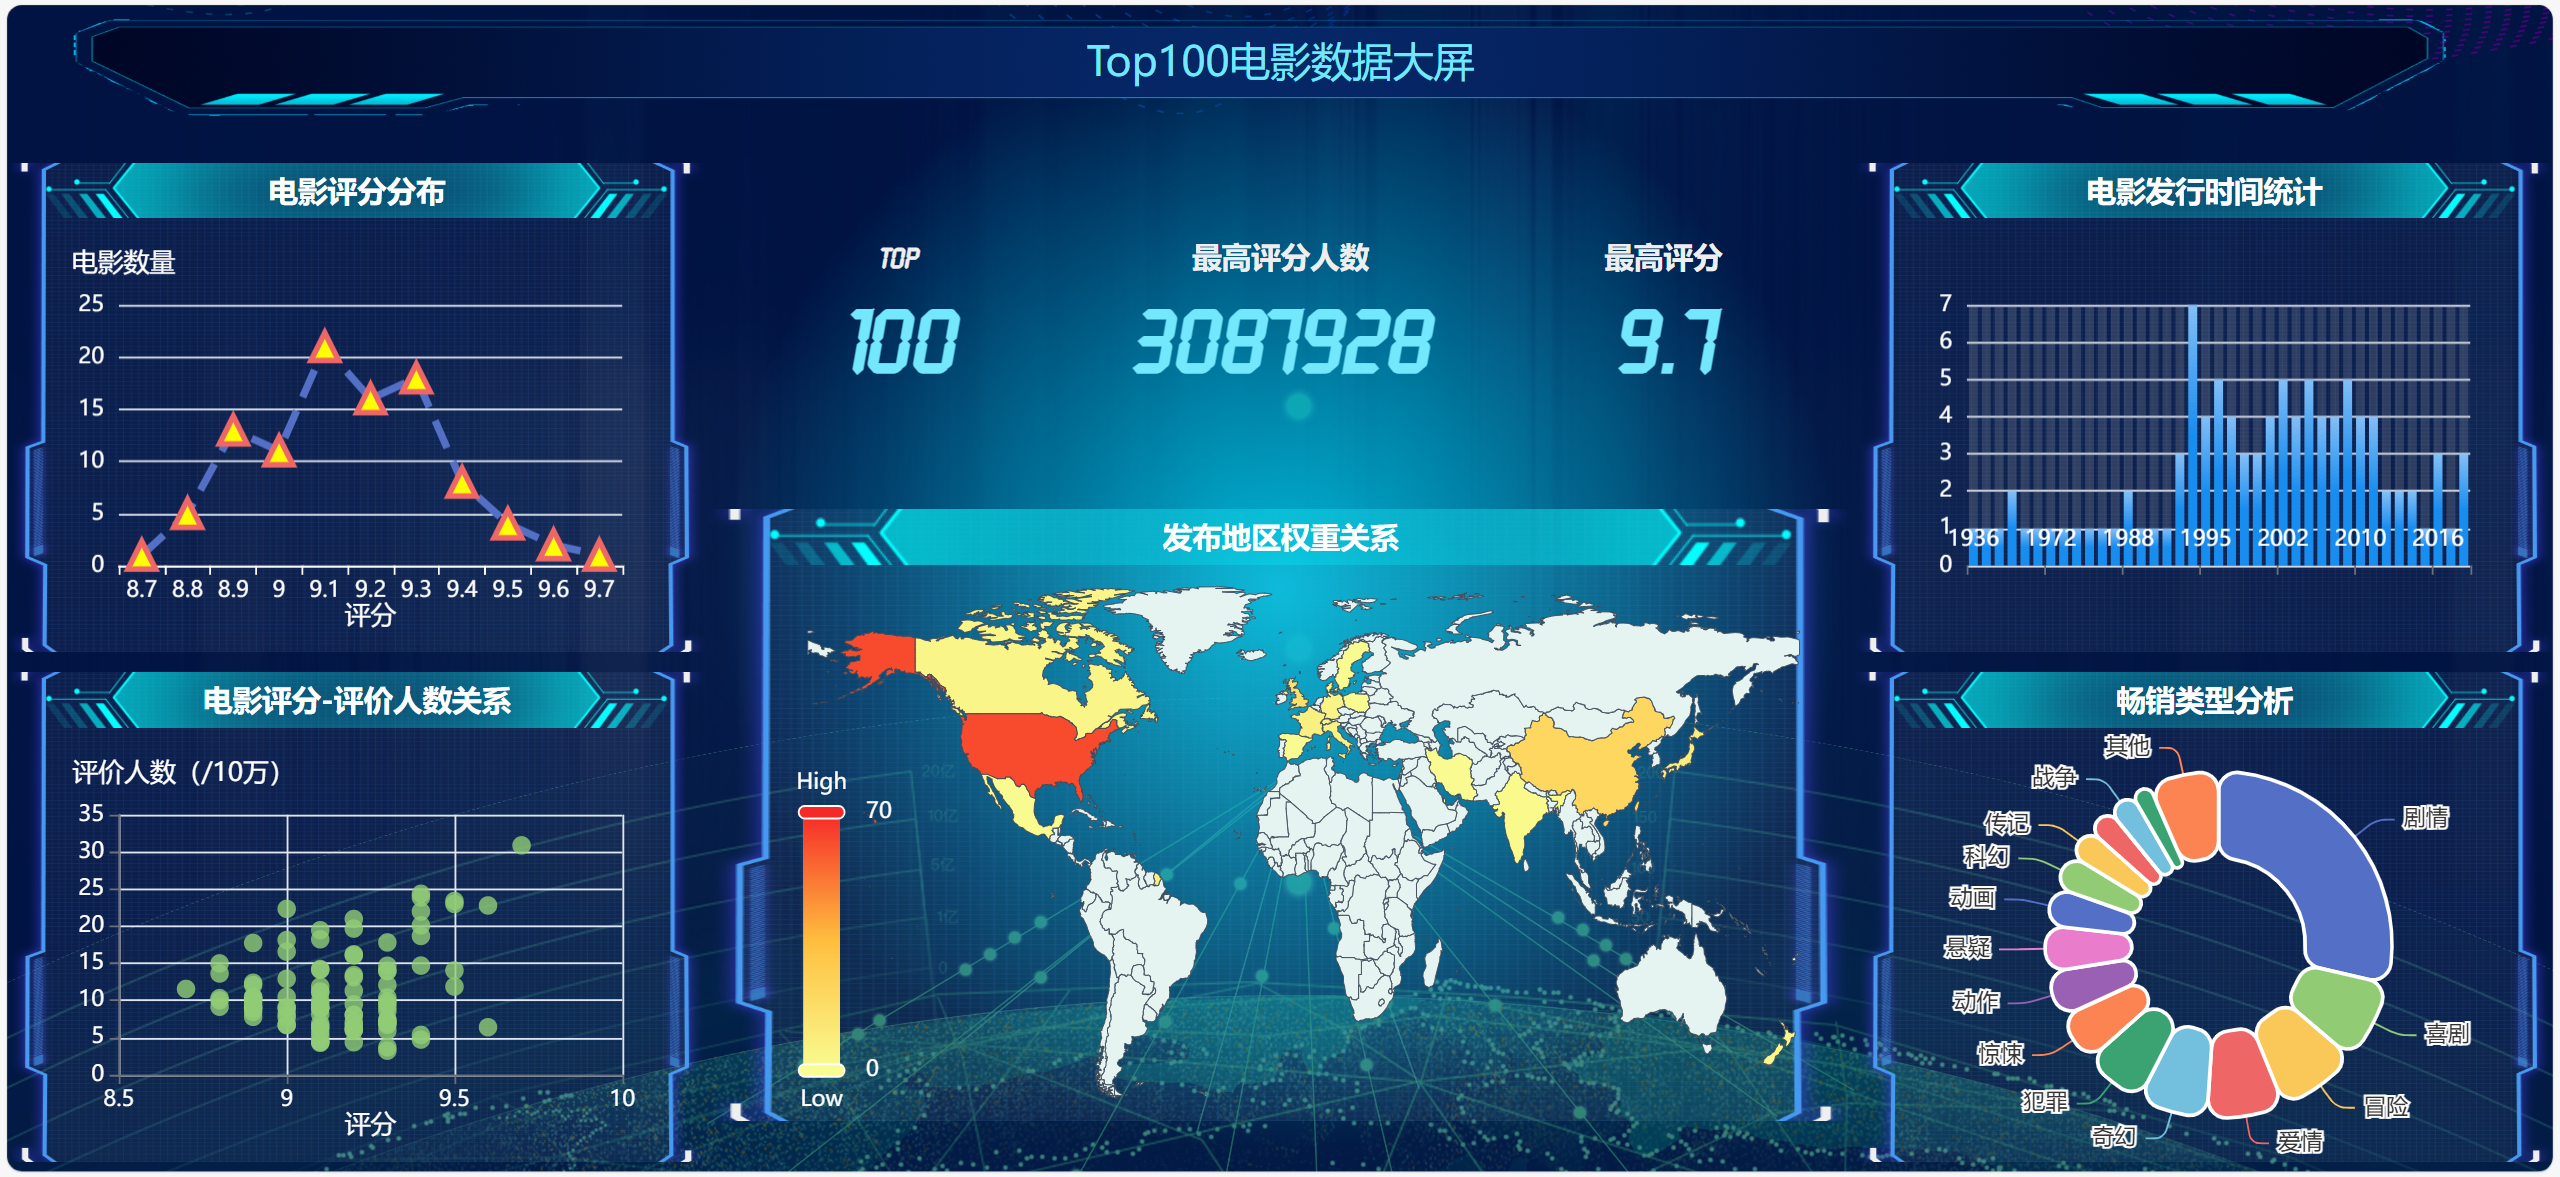 Top100电影数据大屏
电影评分分布
电影数量
25
20
15
10
5
0
8.7 8.8 8.9 9 9.1 9.2 9.3 9.4 9.5 9.6 9.7
评分
电影评分-评价人数关系
评价人数（/10万）
35
30
25
20
15
10
5
0
8.5 9 9.5 10
评分
TOP 最高评分人数 最高评分
100 3087928 9.7
发布地区权重关系
High
70
0
Low
电影发行时间统计
7
6
5
4
3
2
1
0
1936 1972 1988 1995 2002 2010 2016
畅销类型分析
其他
战争
传记
科幻
动画
悬疑
动作
惊悚
犯罪
奇幻
爱情
冒险
喜剧
剧情